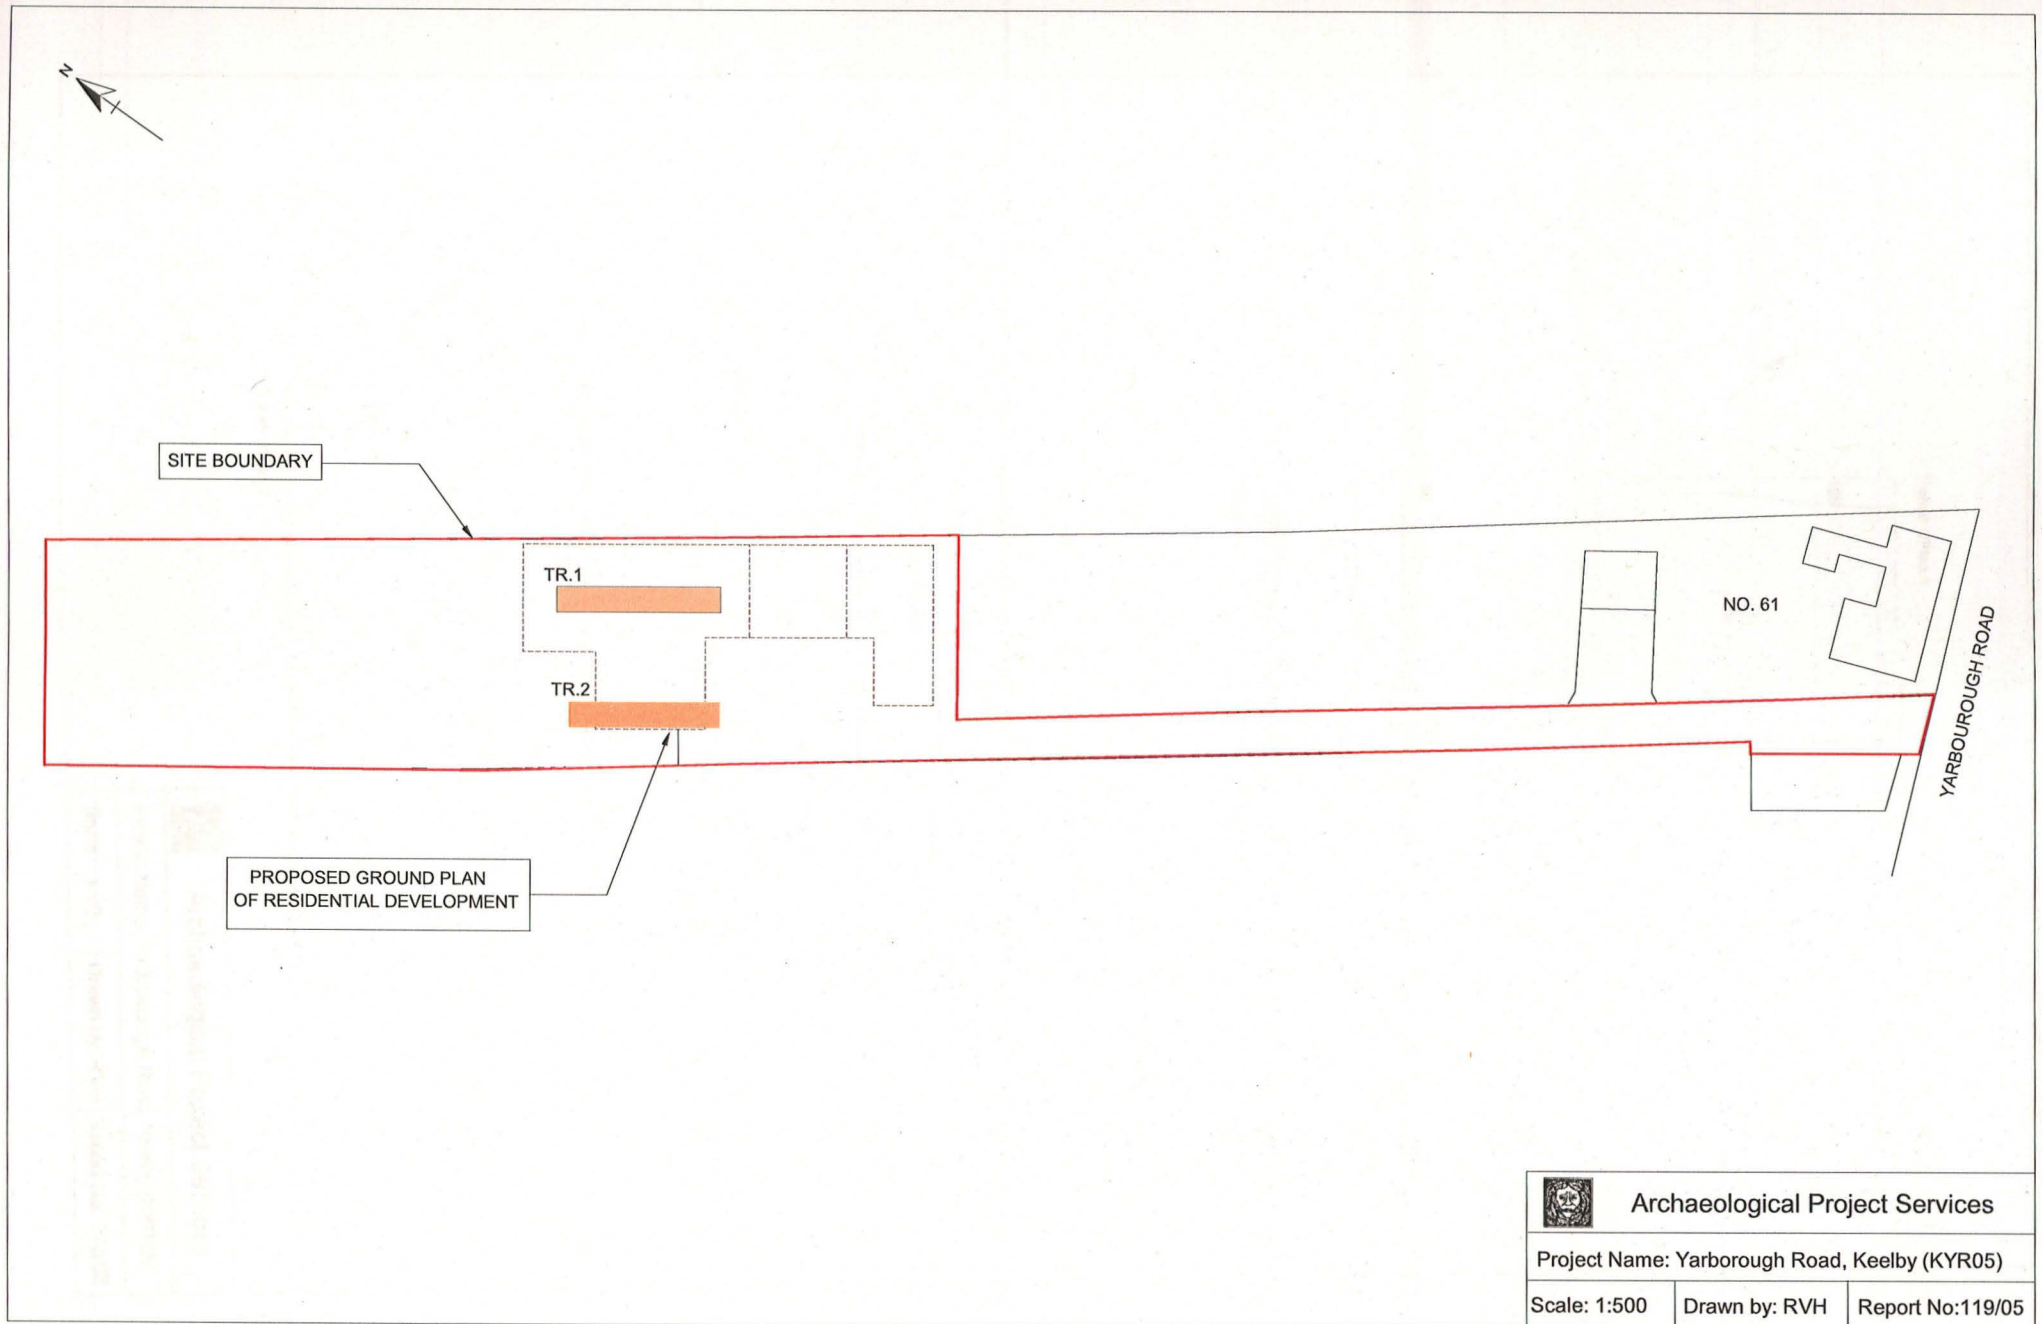 N
SITE BOUNDARY
TR.1
NO. 61
YARBOUROUGH ROAD
TR.2
PROPOSED GROUND PLAN
OF RESIDENTIAL DEVELOPMENT
Archaeological Project Services
Project Name: Yarborough Road, Keelby (KYR05)
Scale: 1:500
Drawn by: RVH
Report No:119/05